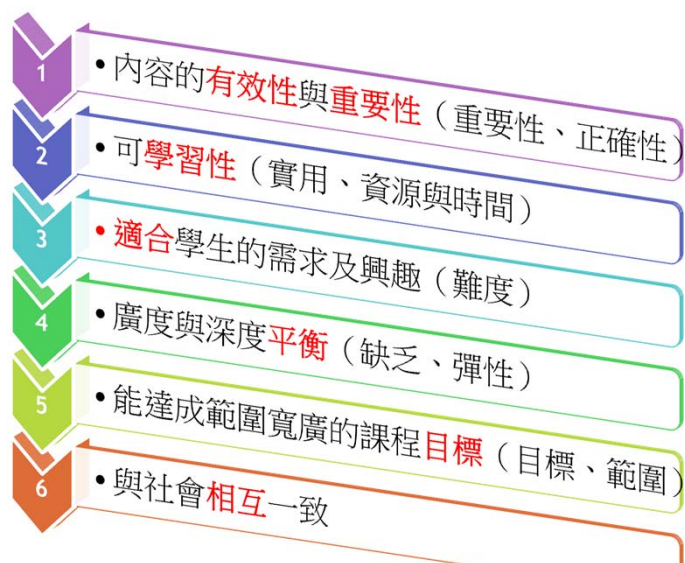 1
• 內容的有效性與重要性（重要性、正確性）
2
• 可學習性（實用、資源與時間）
3
• 適合學生的需求及興趣（難度）
4
• 廣度與深度平衡（缺乏、彈性）
5
• 能達成範圍寬廣的課程目標（目標、範圍）
6
• 與社會相互一致